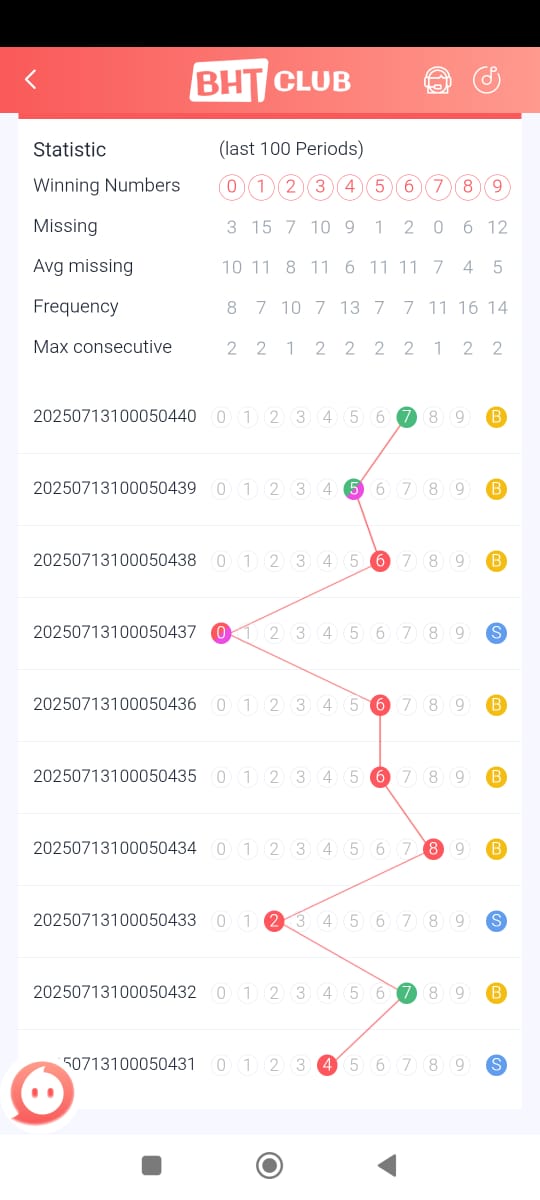 BHT CLUB
Statistic (last 100 Periods)
Winning Numbers 0 1 2 3 4 5 6 7 8 9
Missing 3 15 7 10 9 1 2 0 6 12
Avg missing 10 11 8 11 6 11 11 7 4 5
Frequency 8 7 10 7 13 7 7 11 16 14
Max consecutive 2 2 1 2 2 2 2 1 2 2
20250713100050440 0 1 2 3 4 5 6 7 8 9 B
20250713100050439 0 1 2 3 4 5 6 7 8 9 B
20250713100050438 0 1 2 3 4 5 6 7 8 9 B
20250713100050437 0 1 2 3 4 5 6 7 8 9 S
20250713100050436 0 1 2 3 4 5 6 7 8 9 B
20250713100050435 0 1 2 3 4 5 6 7 8 9 B
20250713100050434 0 1 2 3 4 5 6 7 8 9 B
20250713100050433 0 1 2 3 4 5 6 7 8 9 S
20250713100050432 0 1 2 3 4 5 6 7 8 9 B
50713100050431 0 1 2 3 4 5 6 7 8 9 S